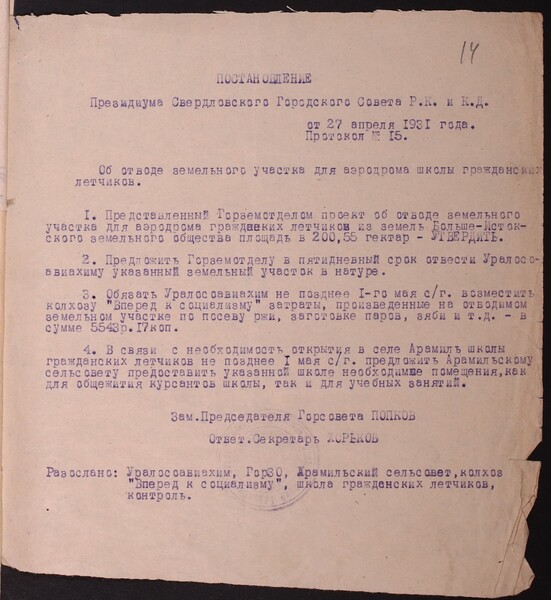 14
ПОСТАНОВЛЕНИЕ
Президиума Свердловского Городского Совета Р.К. и К.Д.
от 27 апреля 1931 года.
Протокол № 15.
Об отводе земельного участка для аэродрома школы гражданских
летчиков.
I. Представленный Горземотделом проект об отводе земельного
участка для аэродрома гражданских летчиков из земель Больше-Исток-
ского земельного общества площадь в 200,55 гектар - УТВЕРДИТЬ.
2. Предложить Горземотделу в пятидневный срок отвести Уралосо-
авиахиму указанный земельный участок в натуре.
3. Обязать Уралосоавиахим не позднее I-го мая с/г. возместить
колхозу "Вперед к социализму" затраты, произведенные на отводимом
земельном участке по посеву ржи, заготовке паров, зяби и т.д. - в
сумме 5543р.17коп.
4. В связи с необходимость открытия в селе Арамиль школы
гражданских летчиков не позднее I мая с/г. предложить Арамильскому
сельсовету предоставить указанной школе необходимые помещения,как
для общежития курсантов школы, так и для учебных занятий.
Зам.Председателя Горсовета ПОПКОВ
Ответ.Секретарь ХОРЬКОВ
Разослано: Уралосоавиахим, ГорЗО, Арамильский сельсовет,колхоз
"Вперед к социализму", школа гражданских летчиков,
контроль.